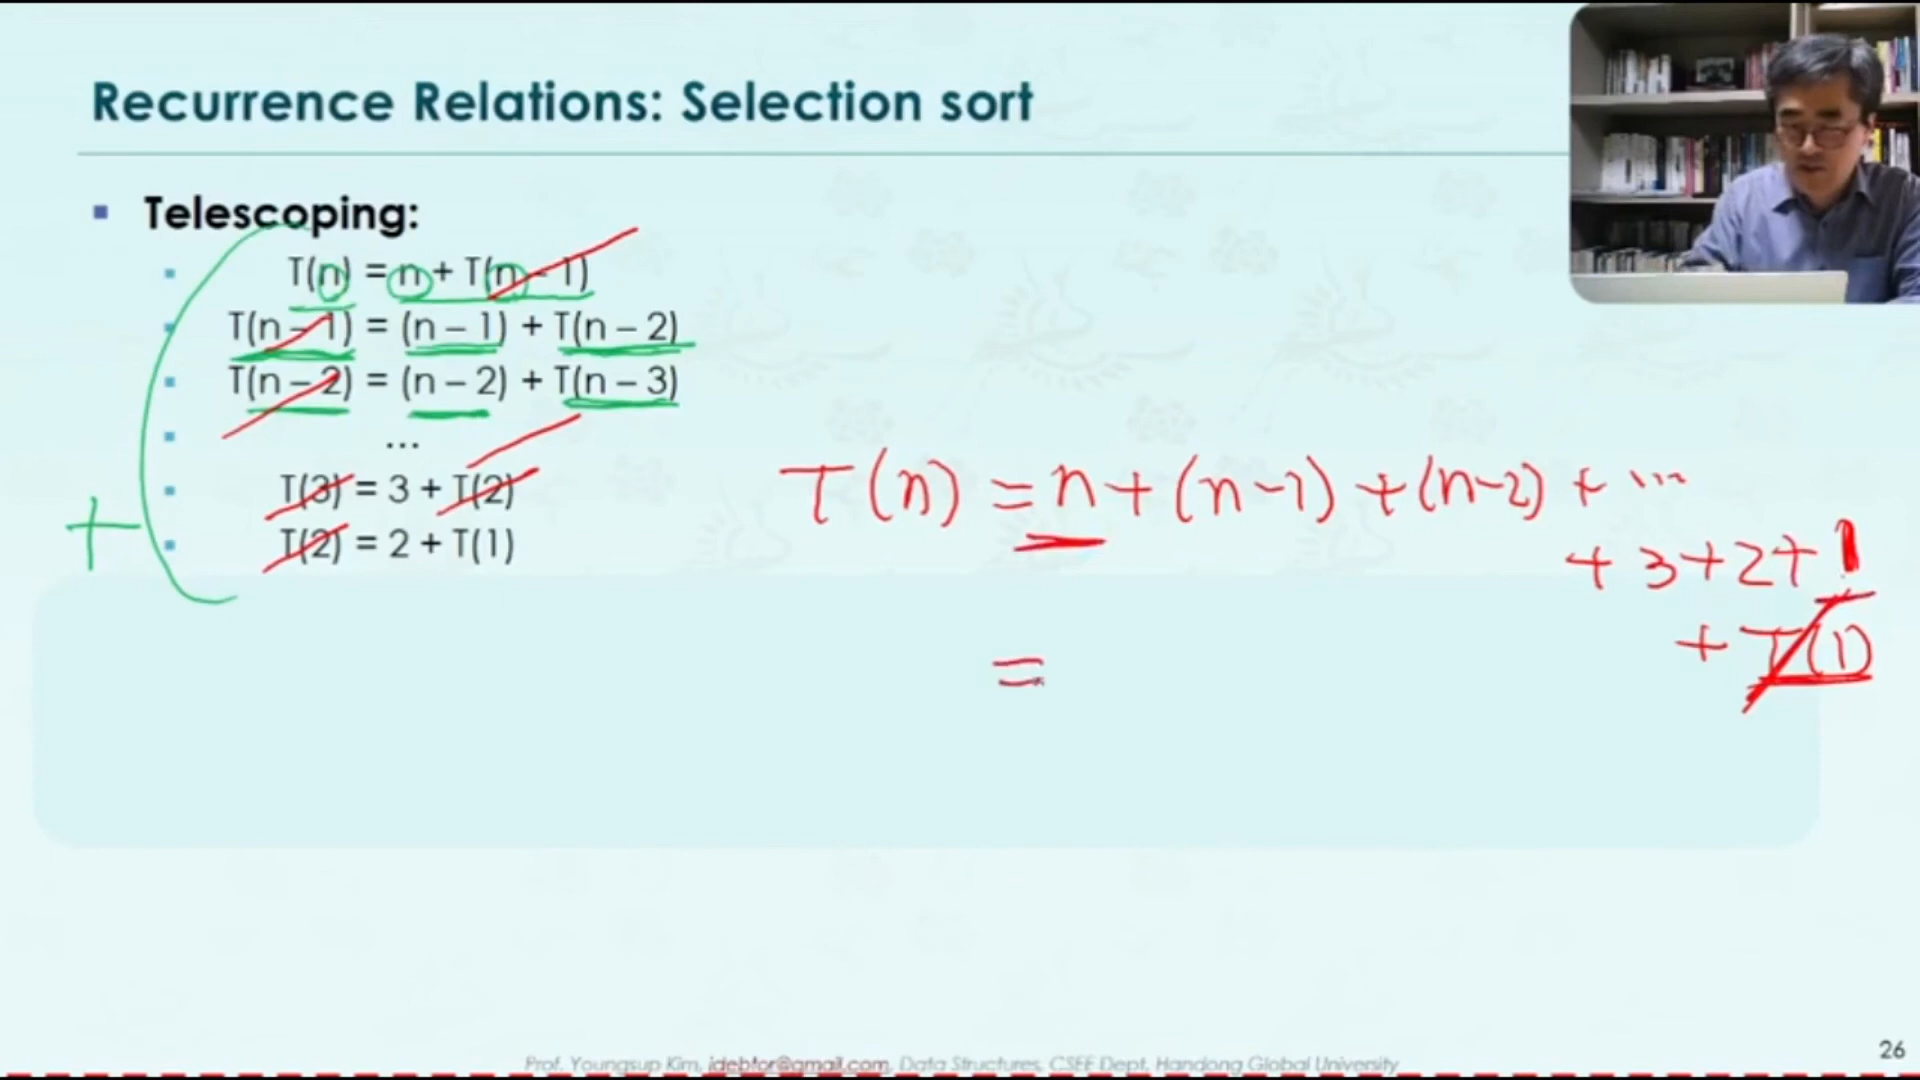 Recurrence Relations: Selection sort
▪ Telescoping:
▪ T(n) = n + T(n – 1)
▪ T(n – 1) = (n – 1) + T(n – 2)
▪ T(n – 2) = (n – 2) + T(n – 3)
▪ ...
▪ T(3) = 3 + T(2)
▪ T(2) = 2 + T(1)
+
T(n) = n + (n-1) + (n-2) + ...
+ 3 + 2 + 1
+ T(1)
=
26
Prof. Youngsup Kim, idebtor@gmail.com, Data Structures, CSEE Dept, Handong Global University